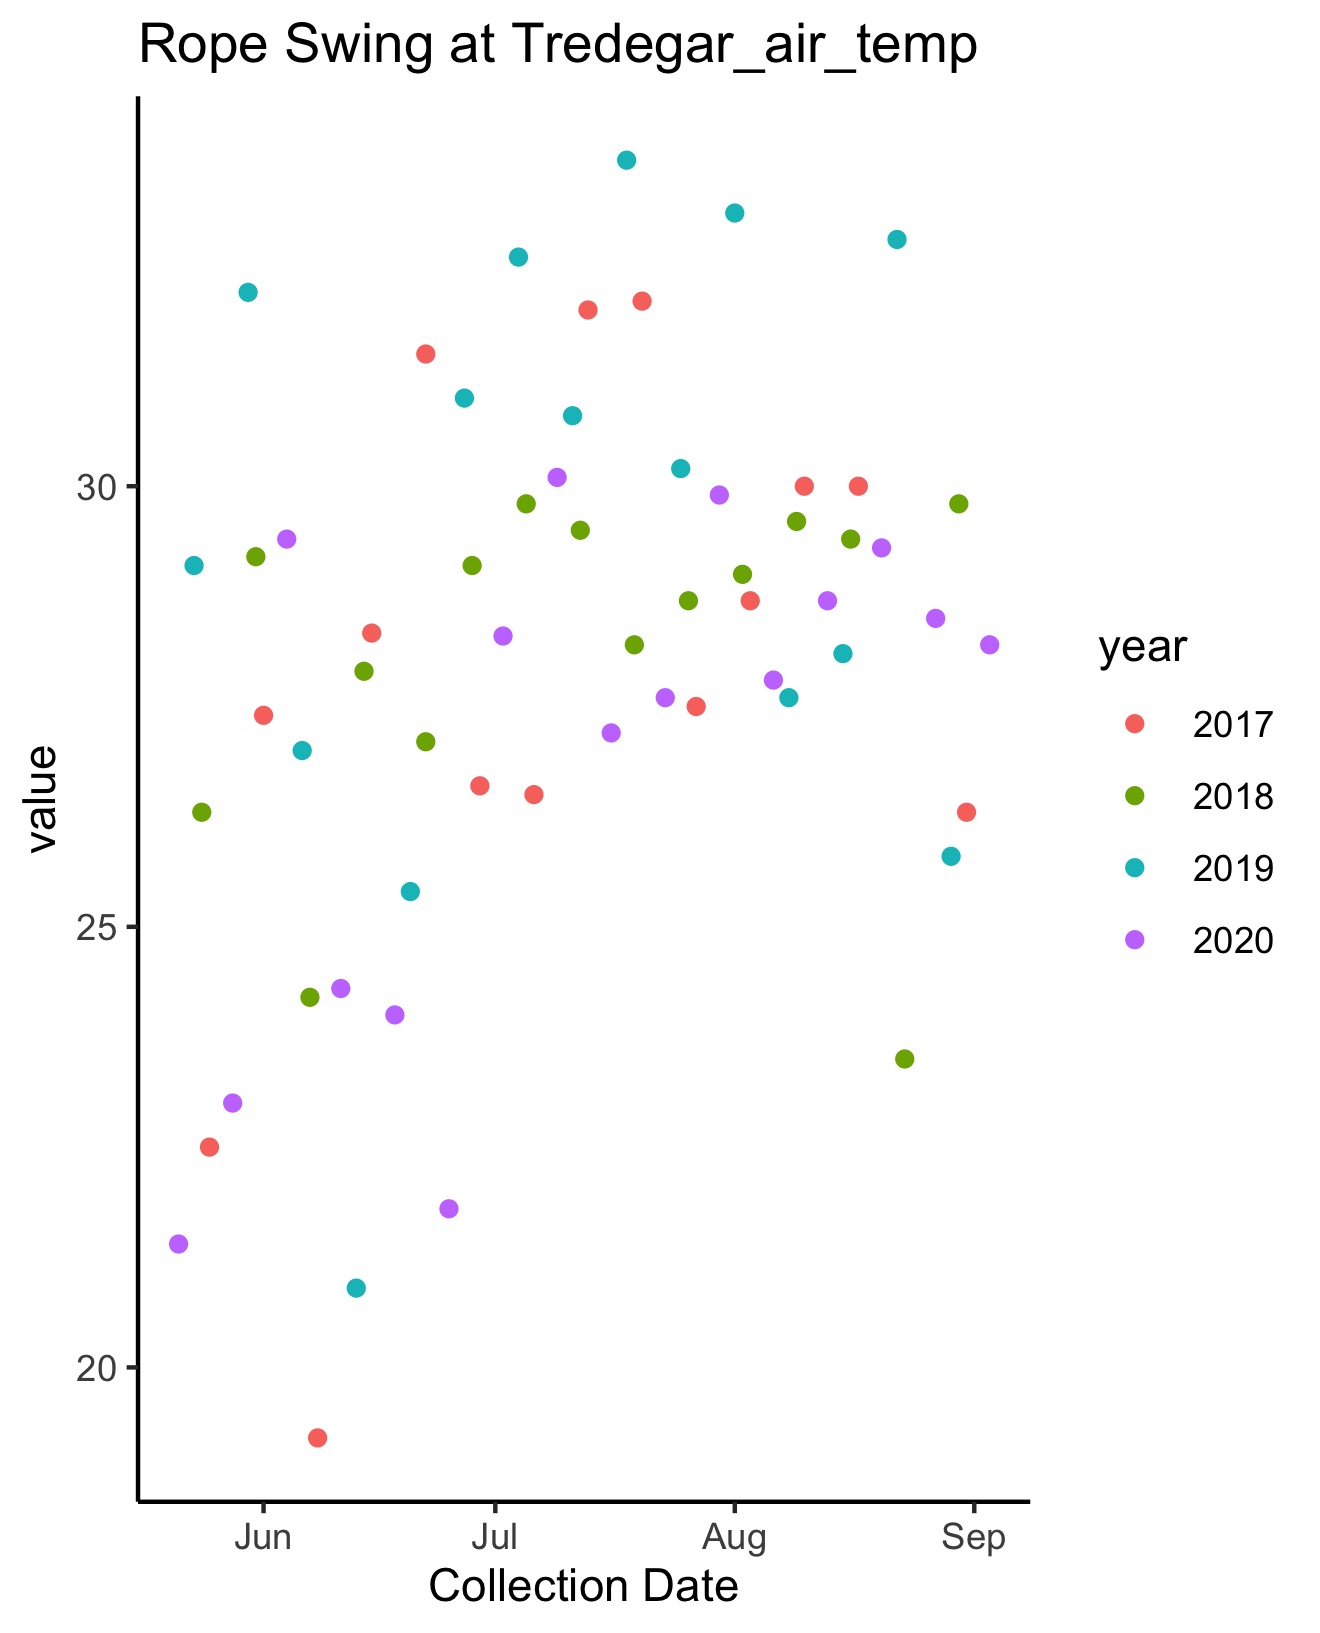 Rope Swing at Tredegar_air_temp
30
25
20
value
Jun Jul Aug Sep
Collection Date
year
2017
2018
2019
2020